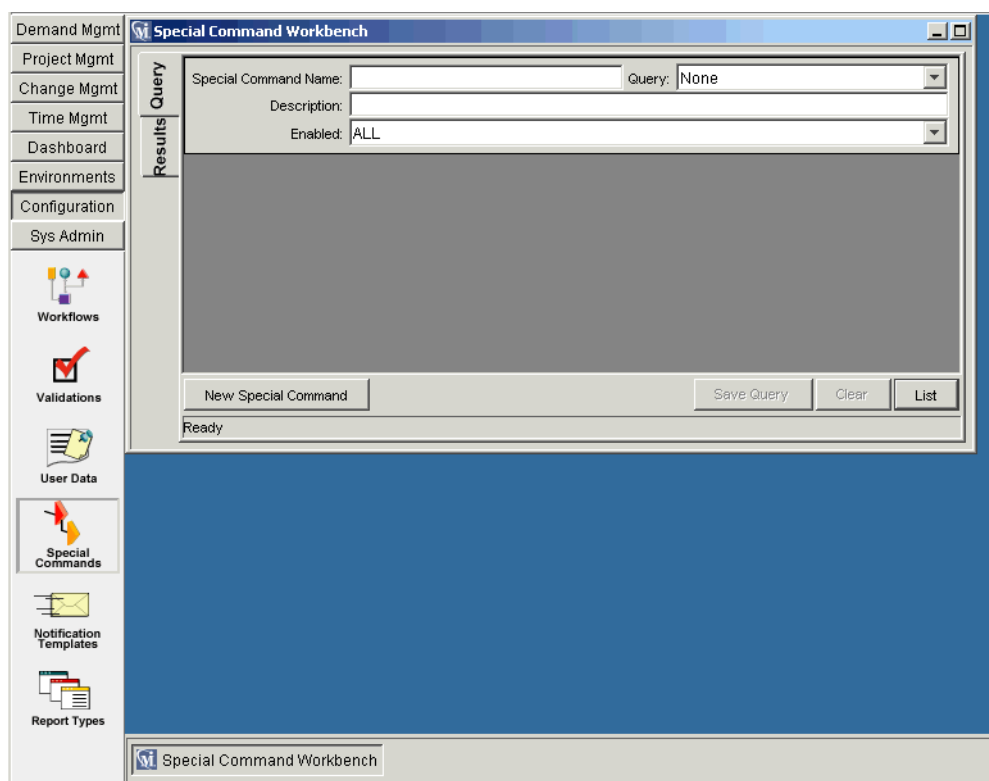 Demand Mgmt
Project Mgmt
Change Mgmt
Time Mgmt
Dashboard
Environments
Configuration
Sys Admin
Workflows
Validations
User Data
Special
Commands
Notification
Templates
Report Types
Special Command Workbench
Query
Results
Special Command Name:
Query: None
Description:
Enabled: ALL
New Special Command
Save Query
Clear
List
Ready
Special Command Workbench